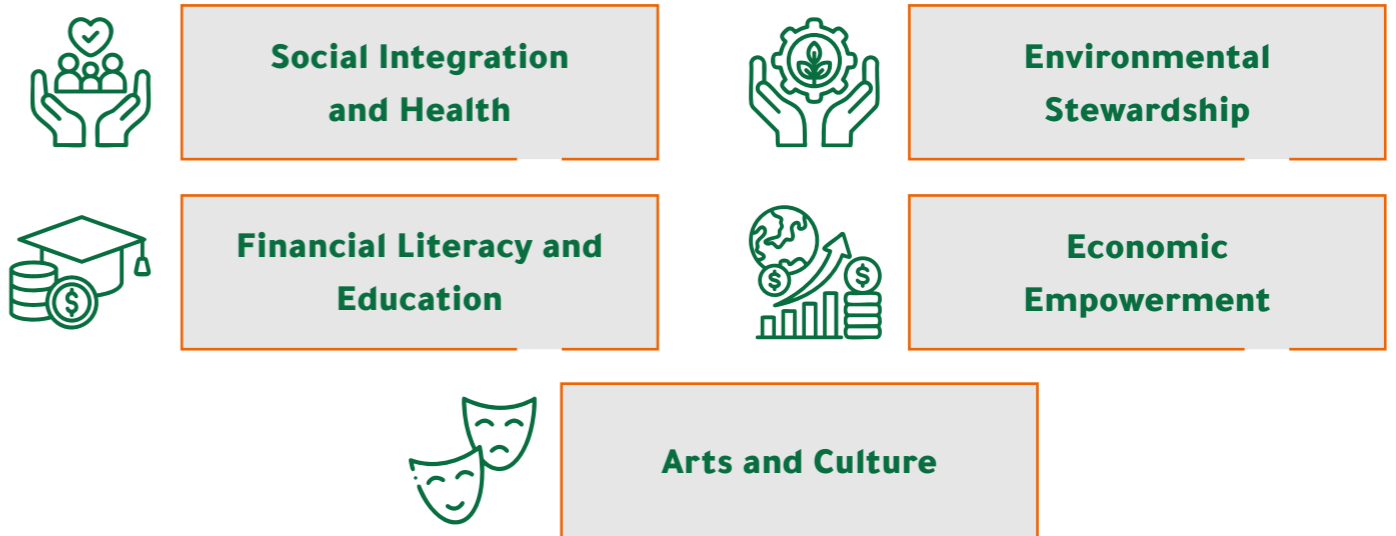 Social Integration
and Health
Environmental
Stewardship
Financial Literacy and
Education
Economic
Empowerment
Arts and Culture